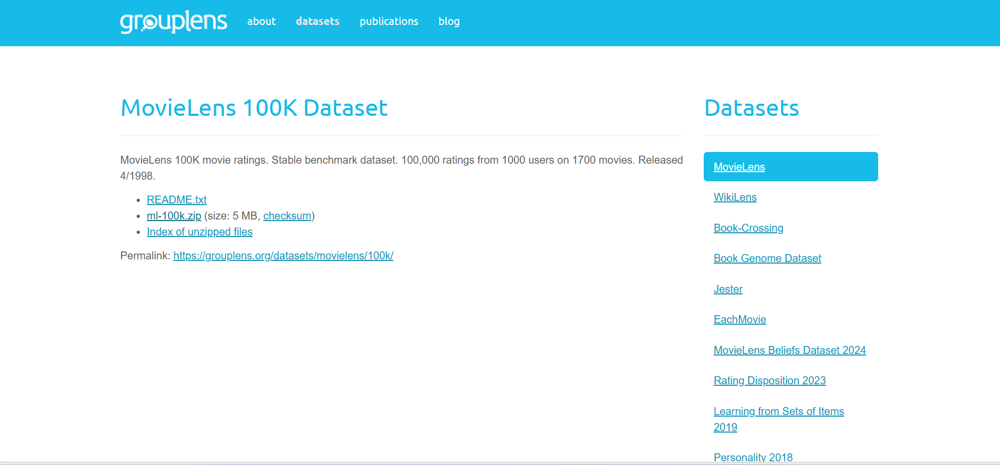 grouplens about datasets publications blog
MovieLens 100K Dataset
MovieLens 100K movie ratings. Stable benchmark dataset. 100,000 ratings from 1000 users on 1700 movies. Released
4/1998.
README.txt
ml-100k.zip (size: 5 MB, checksum)
Index of unzipped files
Permalink: https://grouplens.org/datasets/movielens/100k/
Datasets
MovieLens
WikiLens
Book-Crossing
Book Genome Dataset
Jester
EachMovie
MovieLens Beliefs Dataset 2024
Rating Disposition 2023
Learning from Sets of Items
2019
Personality 2018